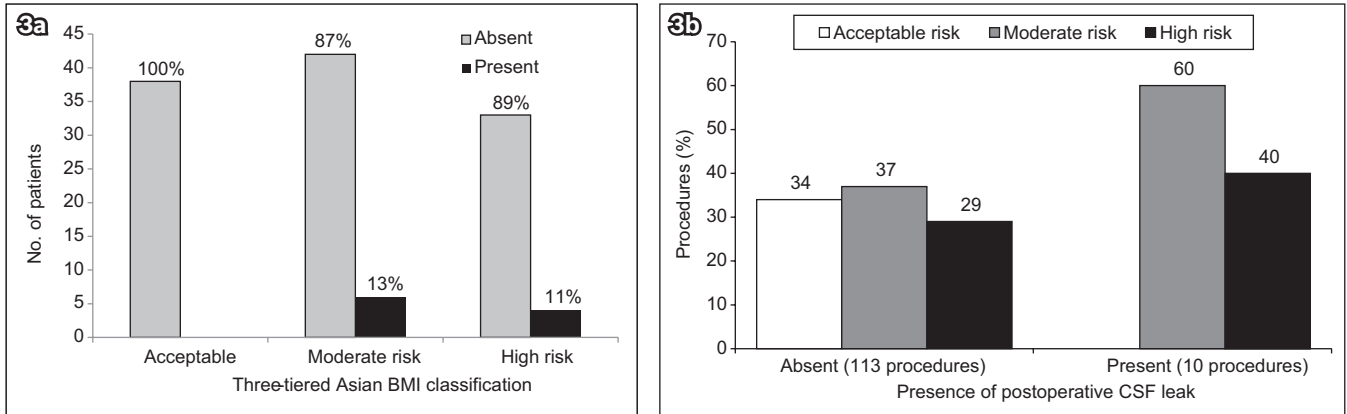 3a
45
40
35
30
25
20
15
10
5
0
No. of patients
100%
87%
13%
89%
11%
Absent
Present
Acceptable
Moderate risk
High risk
Three-tiered Asian BMI classification
3b
Acceptable risk
Moderate risk
High risk
70
60
50
40
30
20
10
0
Procedures (%)
34
37
29
60
40
Absent (113 procedures)
Present (10 procedures)
Presence of postoperative CSF leak